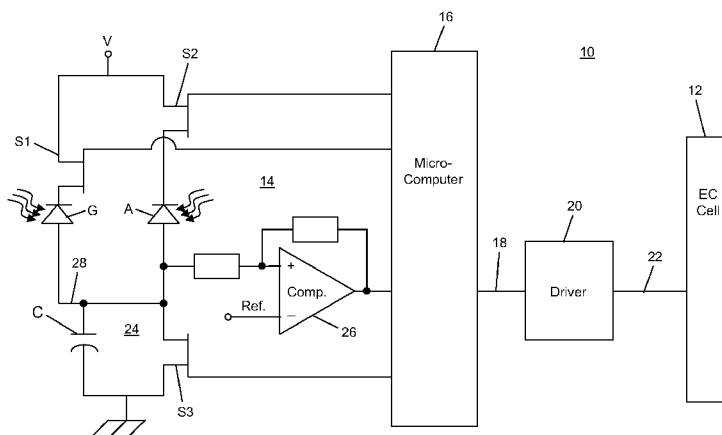 16
10
V
S2
12
S1
14
Micro-
Computer
EC
Cell
G
A
20
28
18
22
+
Comp.
Driver
C
24
Ref.
−
26
S3